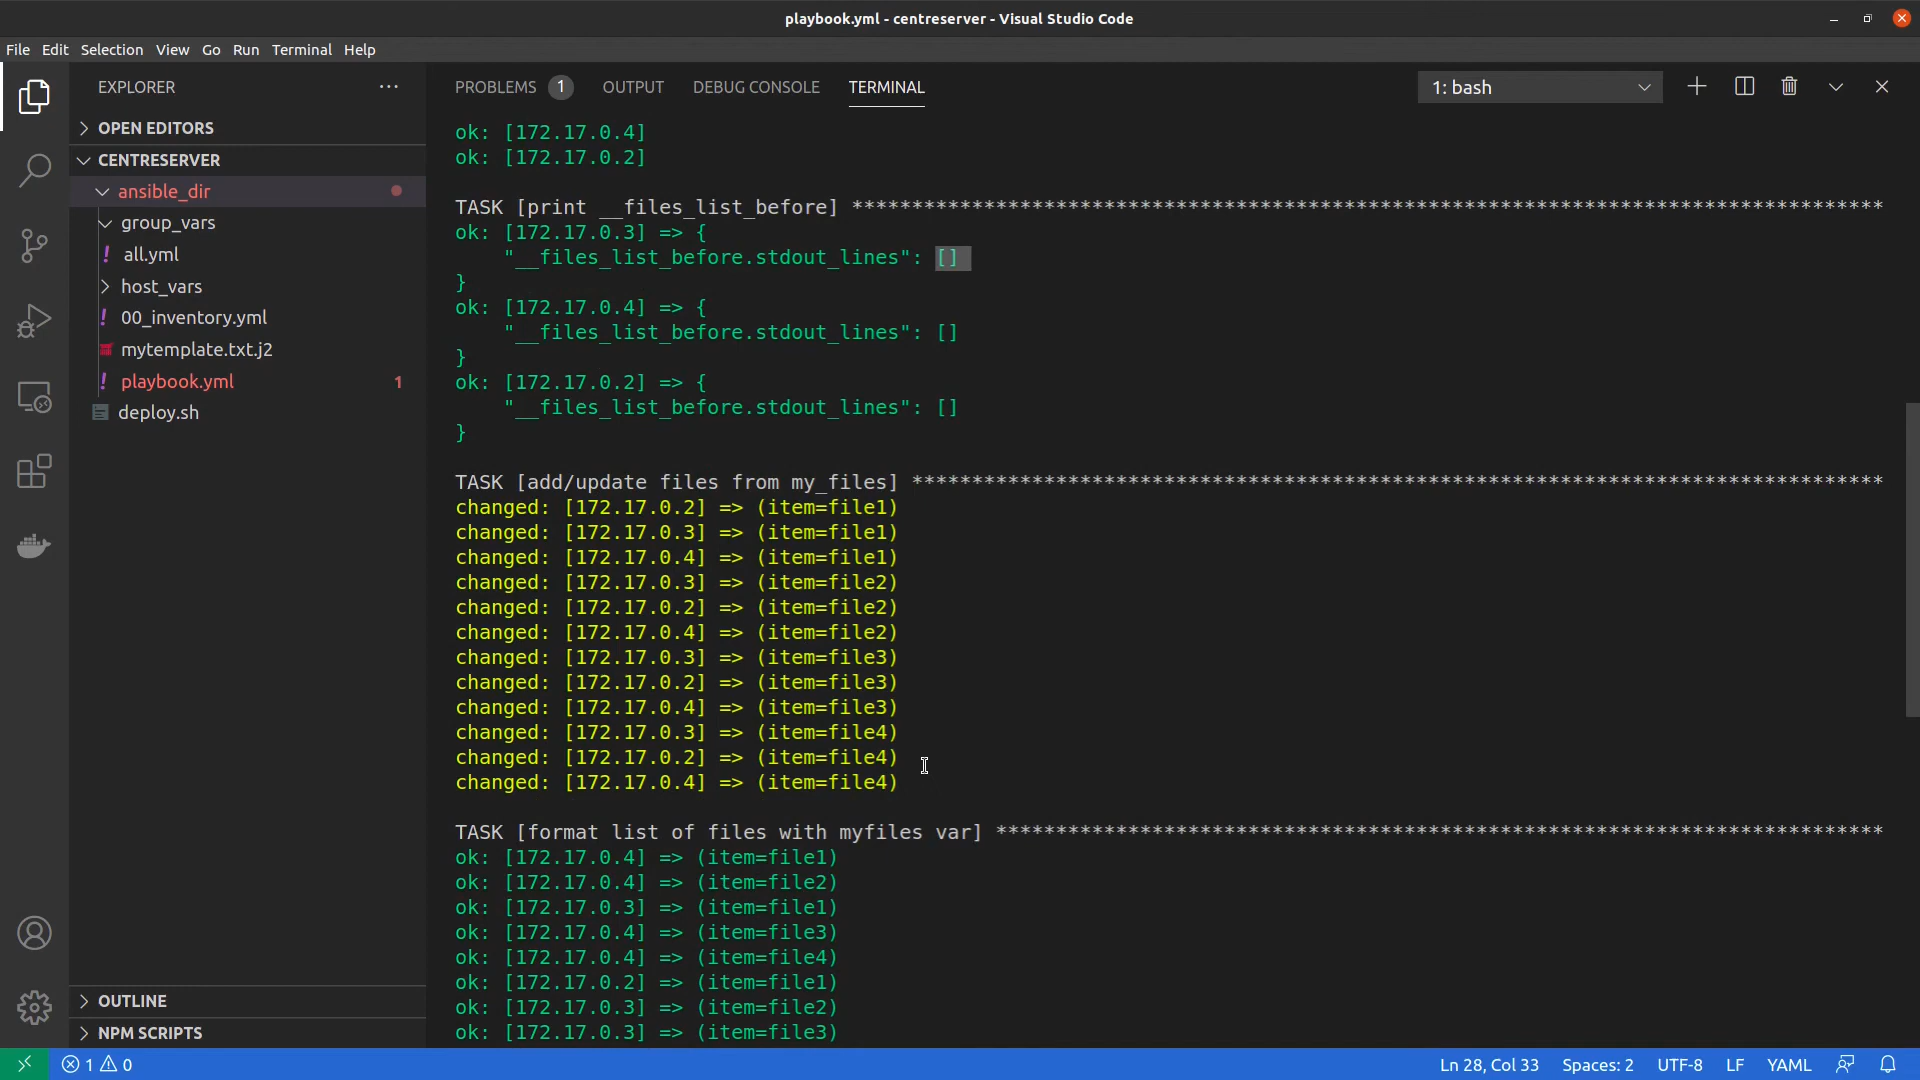 playbook.yml - centreserver - Visual Studio Code
File Edit Selection View Go Run Terminal Help
EXPLORER
OPEN EDITORS
CENTRESERVER
ansible_dir
group_vars
! all.yml
host_vars
! 00_inventory.yml
mytemplate.txt.j2
! playbook.yml 1
deploy.sh
OUTLINE
NPM SCRIPTS
PROBLEMS 1 OUTPUT DEBUG CONSOLE TERMINAL 1: bash
ok: [172.17.0.4]
ok: [172.17.0.2]
TASK [print __files_list_before] **************************************************************************************
ok: [172.17.0.3] => {
"__files_list_before.stdout_lines": []
}
ok: [172.17.0.4] => {
"__files_list_before.stdout_lines": []
}
ok: [172.17.0.2] => {
"__files_list_before.stdout_lines": []
}
TASK [add/update files from my_files] *********************************************************************************
changed: [172.17.0.2] => (item=file1)
changed: [172.17.0.3] => (item=file1)
changed: [172.17.0.4] => (item=file1)
changed: [172.17.0.3] => (item=file2)
changed: [172.17.0.2] => (item=file2)
changed: [172.17.0.4] => (item=file2)
changed: [172.17.0.3] => (item=file3)
changed: [172.17.0.2] => (item=file3)
changed: [172.17.0.4] => (item=file3)
changed: [172.17.0.3] => (item=file4)
changed: [172.17.0.2] => (item=file4)
changed: [172.17.0.4] => (item=file4)
TASK [format list of files with myfiles var] **************************************************************************
ok: [172.17.0.4] => (item=file1)
ok: [172.17.0.4] => (item=file2)
ok: [172.17.0.3] => (item=file1)
ok: [172.17.0.4] => (item=file3)
ok: [172.17.0.4] => (item=file4)
ok: [172.17.0.2] => (item=file1)
ok: [172.17.0.3] => (item=file2)
ok: [172.17.0.3] => (item=file3)
1 0 Ln 28, Col 33 Spaces: 2 UTF-8 LF YAML